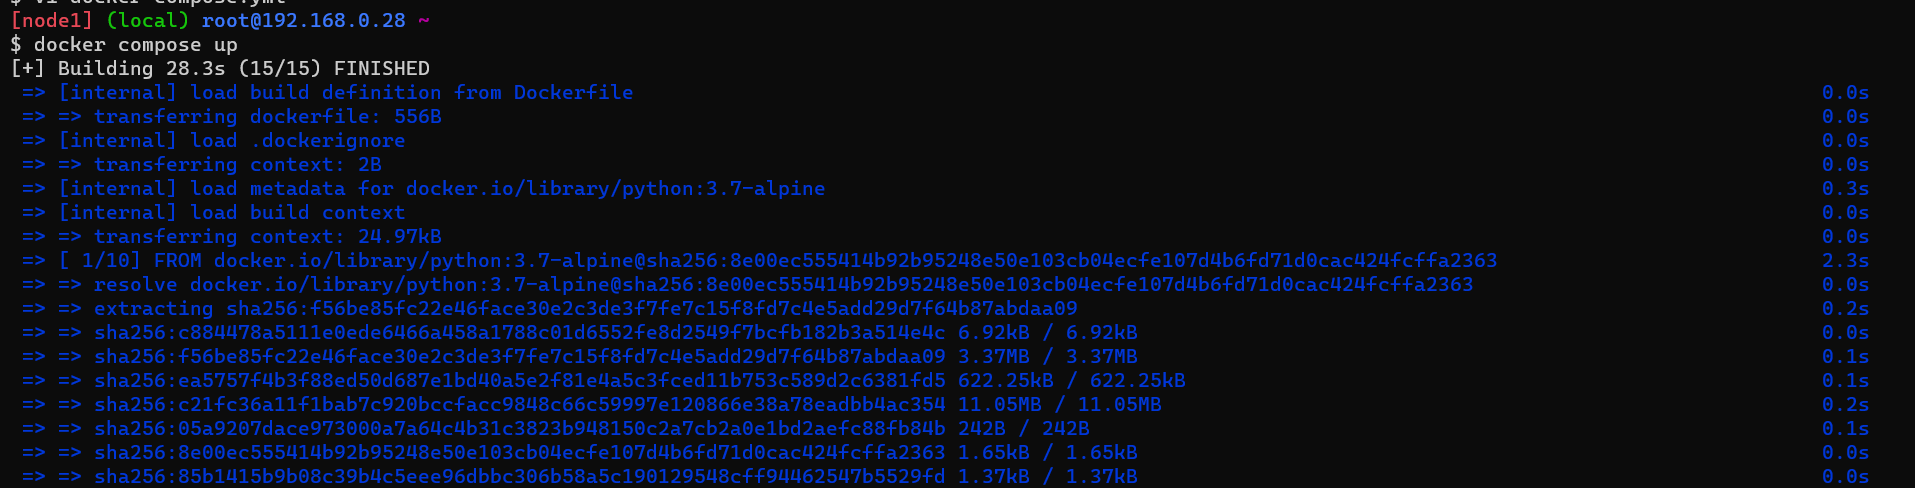 $ vi docker compose.yml
[node1] (local) root@192.168.0.28 ~
$ docker compose up
[+] Building 28.3s (15/15) FINISHED
=> [internal] load build definition from Dockerfile 0.0s
=> => transferring dockerfile: 556B 0.0s
=> [internal] load .dockerignore 0.0s
=> => transferring context: 2B 0.0s
=> [internal] load metadata for docker.io/library/python:3.7-alpine 0.3s
=> [internal] load build context 0.0s
=> => transferring context: 24.97kB 0.0s
=> [ 1/10] FROM docker.io/library/python:3.7-alpine@sha256:8e00ec555414b92b95248e50e103cb04ecfe107d4b6fd71d0cac424fcffa2363 2.3s
=> => resolve docker.io/library/python:3.7-alpine@sha256:8e00ec555414b92b95248e50e103cb04ecfe107d4b6fd71d0cac424fcffa2363 0.0s
=> => extracting sha256:f56be85fc22e46face30e2c3de3f7fe7c15f8fd7c4e5add29d7f64b87abdaa09 0.2s
=> => sha256:c884478a5111e0ede6466a458a1788c01d6552fe8d2549f7bcfb182b3a514e4c 6.92kB / 6.92kB 0.0s
=> => sha256:f56be85fc22e46face30e2c3de3f7fe7c15f8fd7c4e5add29d7f64b87abdaa09 3.37MB / 3.37MB 0.1s
=> => sha256:ea5757f4b3f88ed50d687e1bd40a5e2f81e4a5c3fced11b753c589d2c6381fd5 622.25kB / 622.25kB 0.1s
=> => sha256:c21fc36a11f1bab7c920bccfacc9848c66c59997e120866e38a78eadbb4ac354 11.05MB / 11.05MB 0.2s
=> => sha256:05a9207dace973000a7a64c4b31c3823b948150c2a7cb2a0e1bd2aefc88fb84b 242B / 242B 0.1s
=> => sha256:8e00ec555414b92b95248e50e103cb04ecfe107d4b6fd71d0cac424fcffa2363 1.65kB / 1.65kB 0.0s
=> => sha256:85b1415b9b08c39b4c5eee96dbbc306b58a5c190129548cff94462547b5529fd 1.37kB / 1.37kB 0.0s